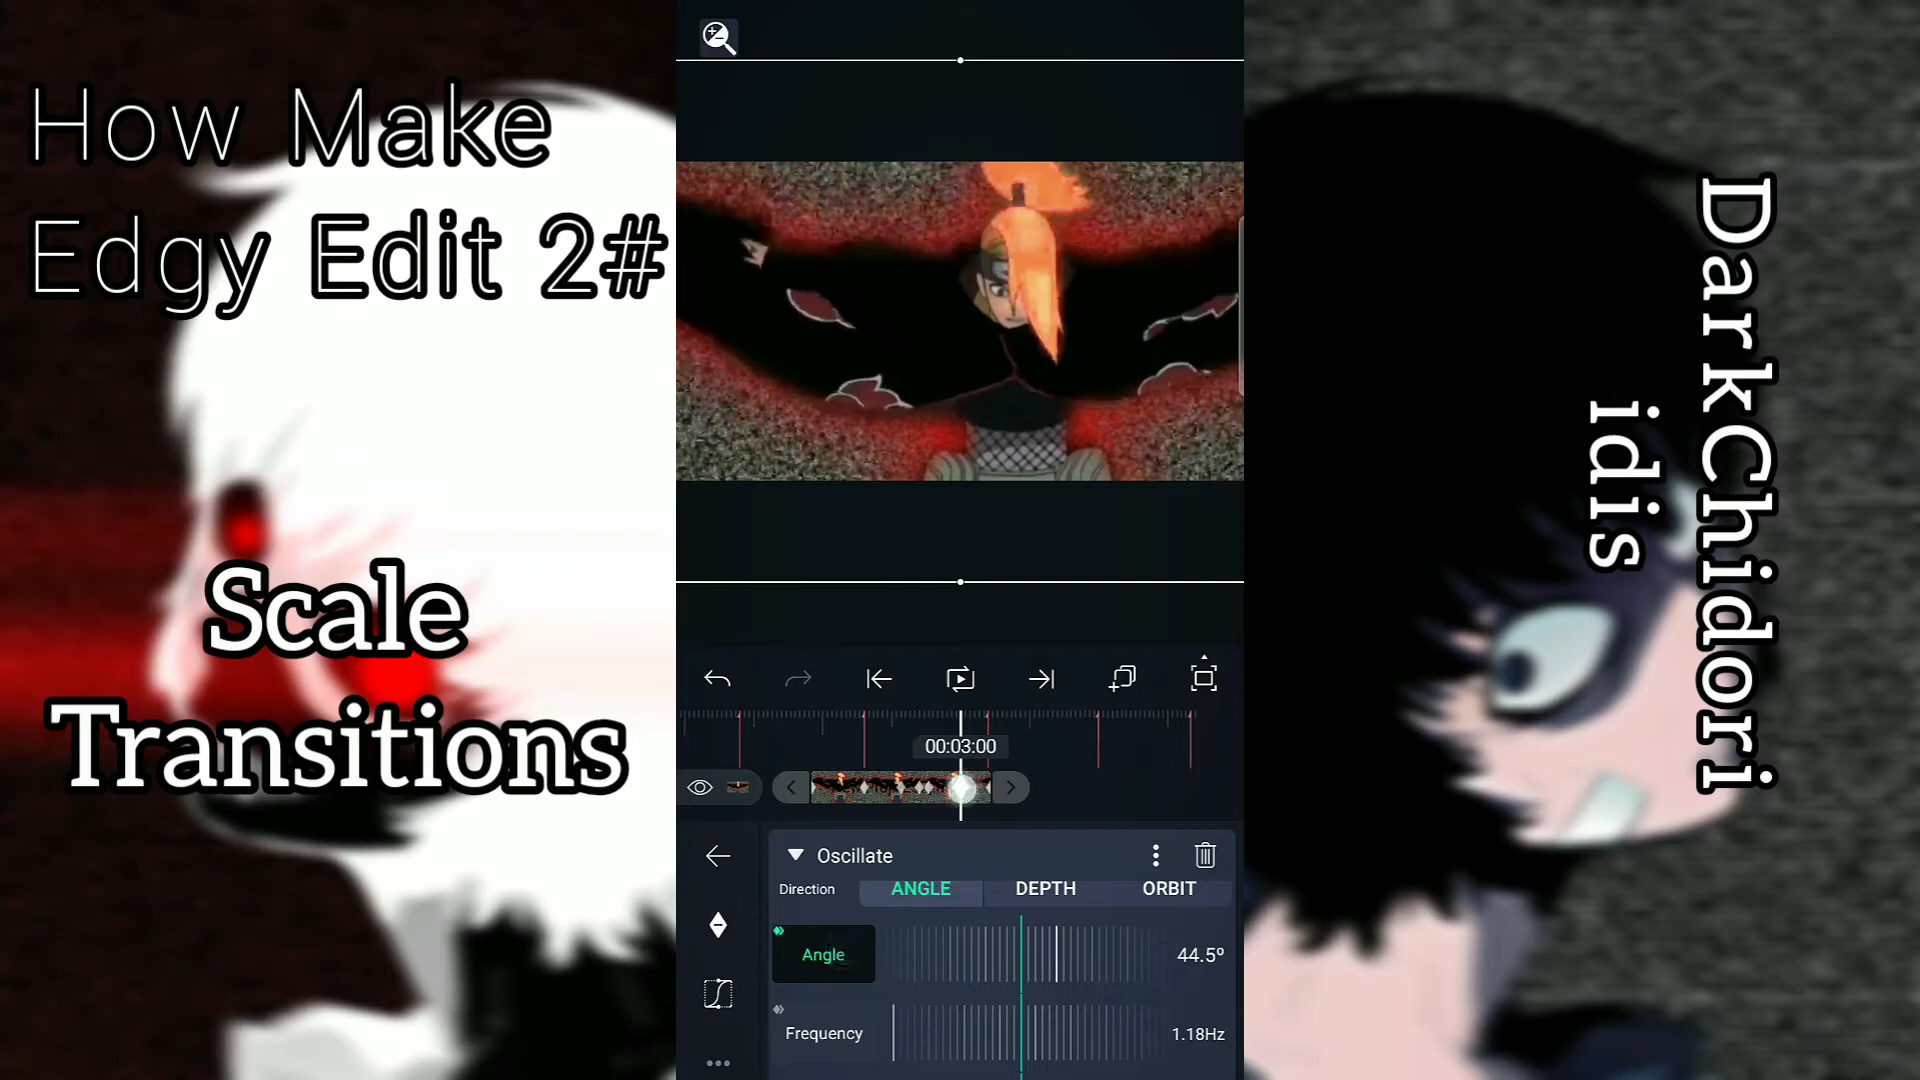 How Make
Edgy Edit 2#
Scale
Transitions
00:03:00
Oscillate
Direction
ANGLE
DEPTH
ORBIT
Angle
44.5º
Frequency
1.18Hz
DarkChidori
idis